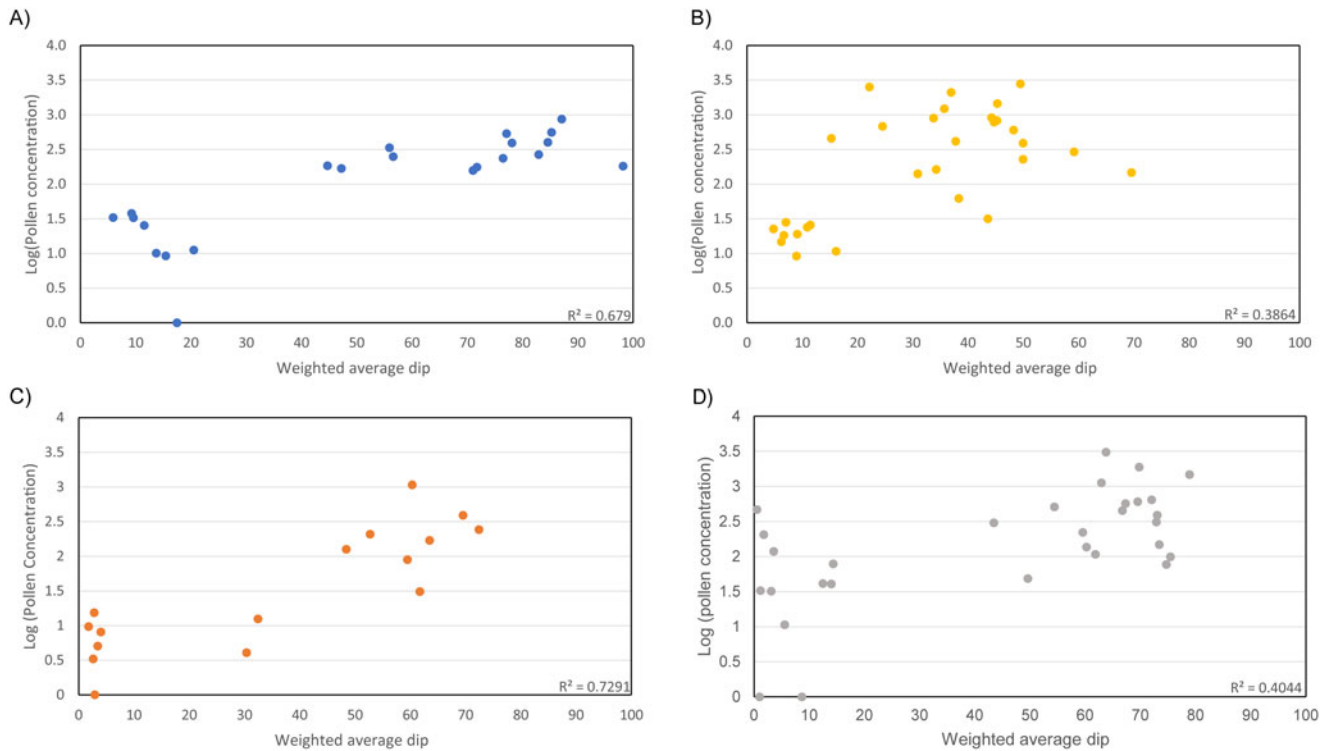 A)
4.0
3.5
3.0
2.5
2.0
1.5
1.0
0.5
0.0
Log(Pollen concentration)
R² = 0.679
0 10 20 30 40 50 60 70 80 90 100
Weighted average dip
B)
4.0
3.5
3.0
2.5
2.0
1.5
1.0
0.5
0.0
Log(Pollen concentration)
R² = 0.3864
0 10 20 30 40 50 60 70 80 90 100
Weighted average dip
C)
4
3.5
3
2.5
2
1.5
1
0.5
0
Log (Pollen Concentration)
R² = 0.7291
0 10 20 30 40 50 60 70 80 90 100
Weighted average dip
D)
4
3.5
3
2.5
2
1.5
1
0.5
0
Log (pollen concentration)
R² = 0.4044
0 10 20 30 40 50 60 70 80 90 100
Weighted average dip